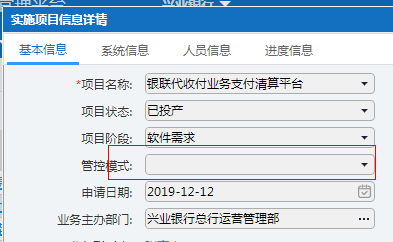 实施项目信息详情
基本信息 系统信息 人员信息 进度信息
*项目名称: 银联代收付业务支付清算平台
项目状态: 已投产
项目阶段: 软件需求
管控模式:
申请日期: 2019-12-12
业务主办部门: 兴业银行总行运营管理部 ...